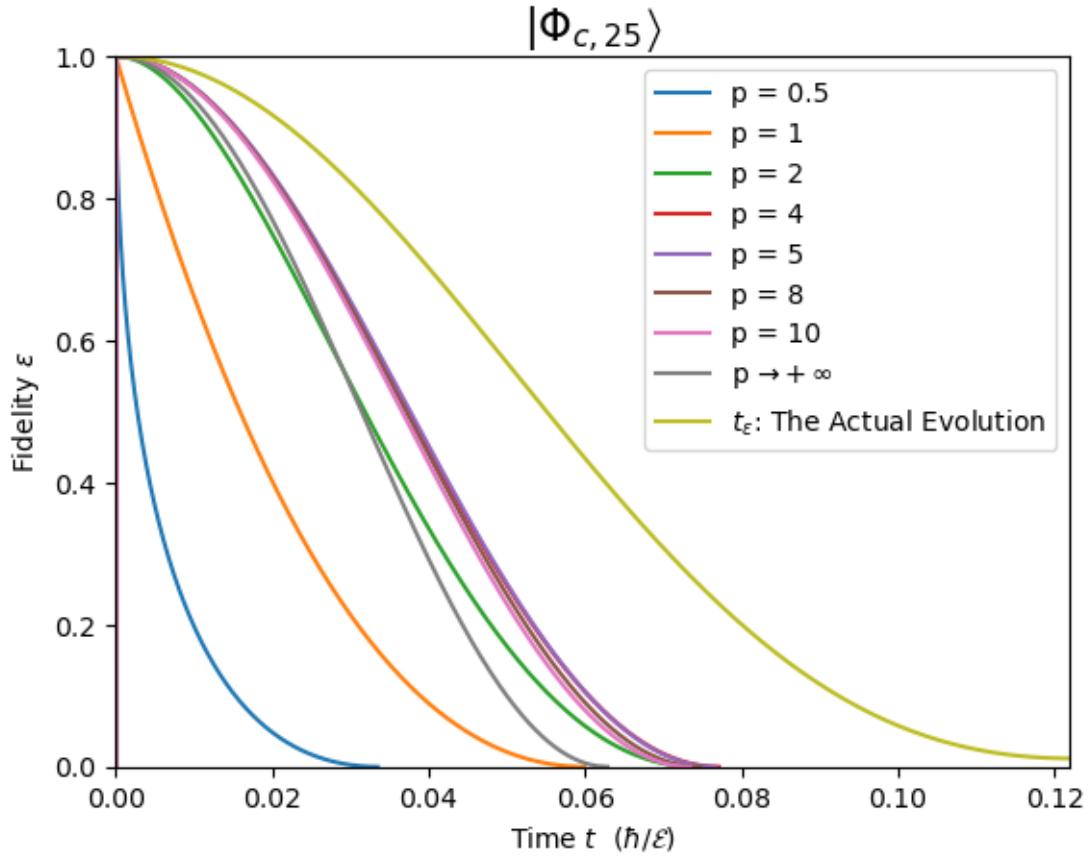 |Φ_{c, 25}⟩
1.0
0.8
0.6
0.4
0.2
0.0
Fidelity ε
p = 0.5
p = 1
p = 2
p = 4
p = 5
p = 8
p = 10
p → + ∞
t_ε: The Actual Evolution
0.00 0.02 0.04 0.06 0.08 0.10 0.12
Time t (ħ/ℰ)